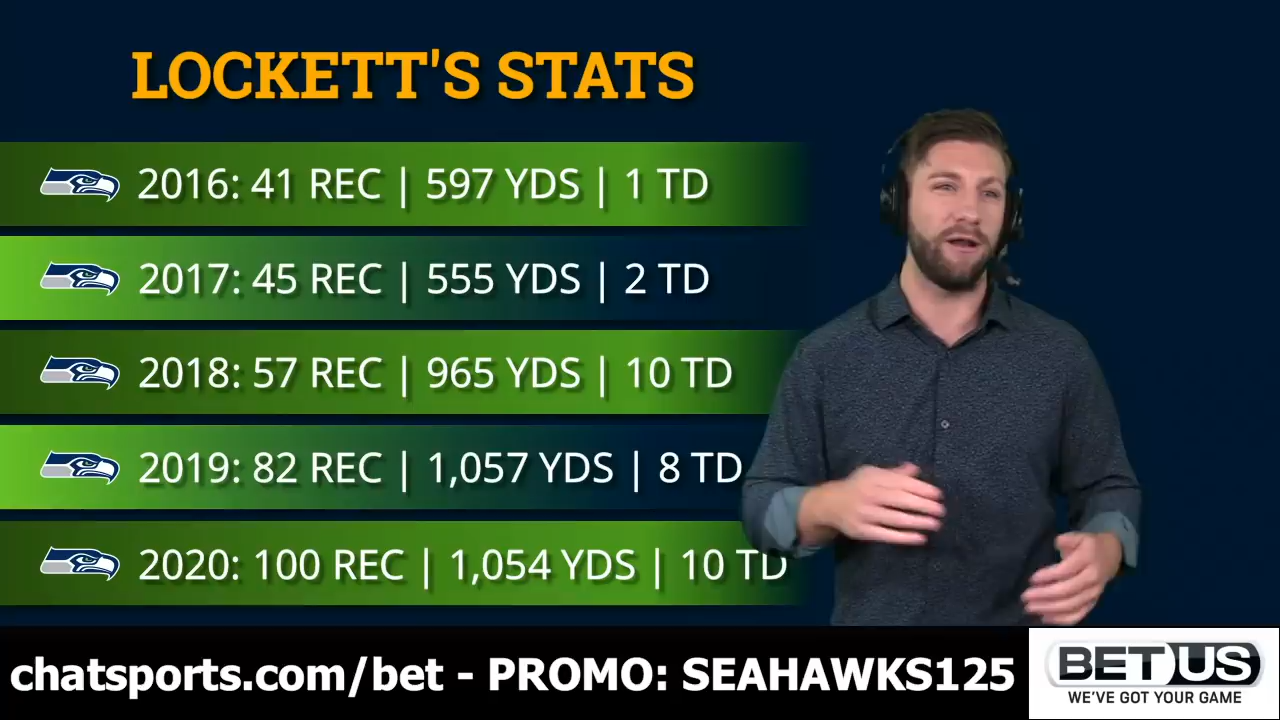 LOCKETT'S STATS
2016: 41 REC | 597 YDS | 1 TD
2017: 45 REC | 555 YDS | 2 TD
2018: 57 REC | 965 YDS | 10 TD
2019: 82 REC | 1,057 YDS | 8 TD
2020: 100 REC | 1,054 YDS | 10 TD
chatsports.com/bet - PROMO: SEAHAWKS125
BETUS
WE'VE GOT YOUR GAME